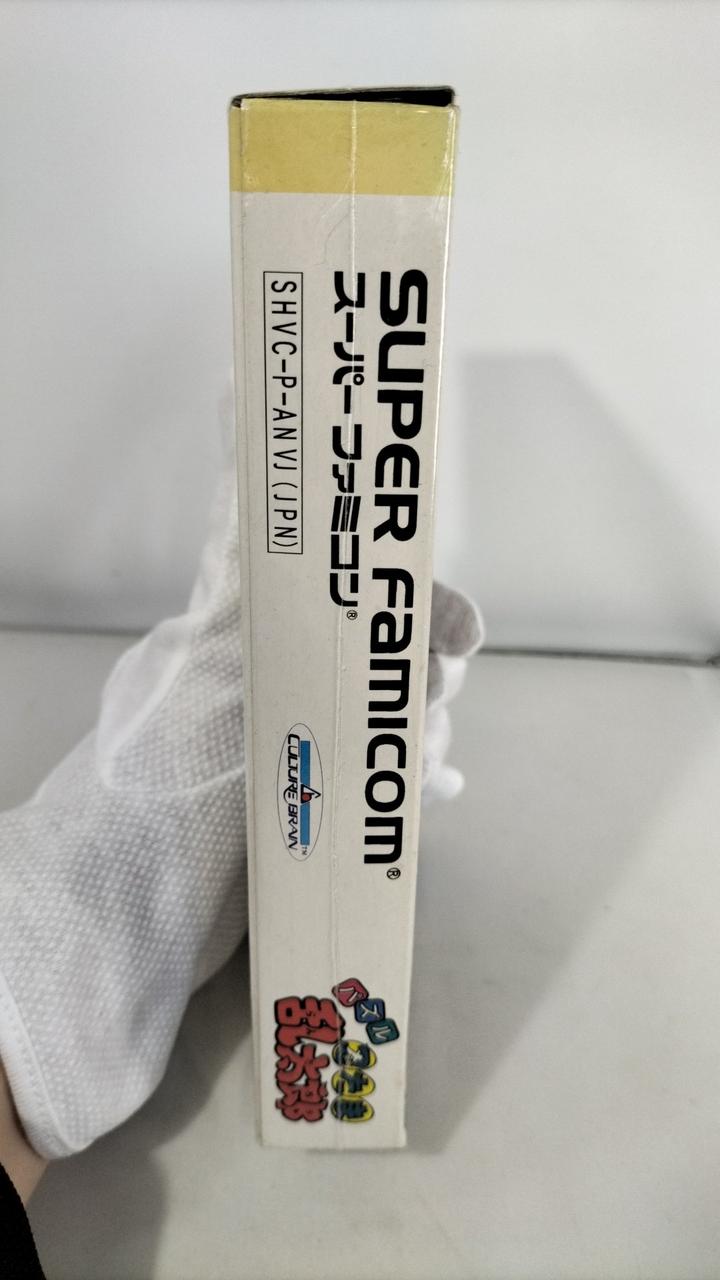 SUPER FAMICOM®
スーパーファミコン®
SHVC-P-ANVJ(JPN)
CULTURE BRAIN™
パズル
忍たま
乱太郎